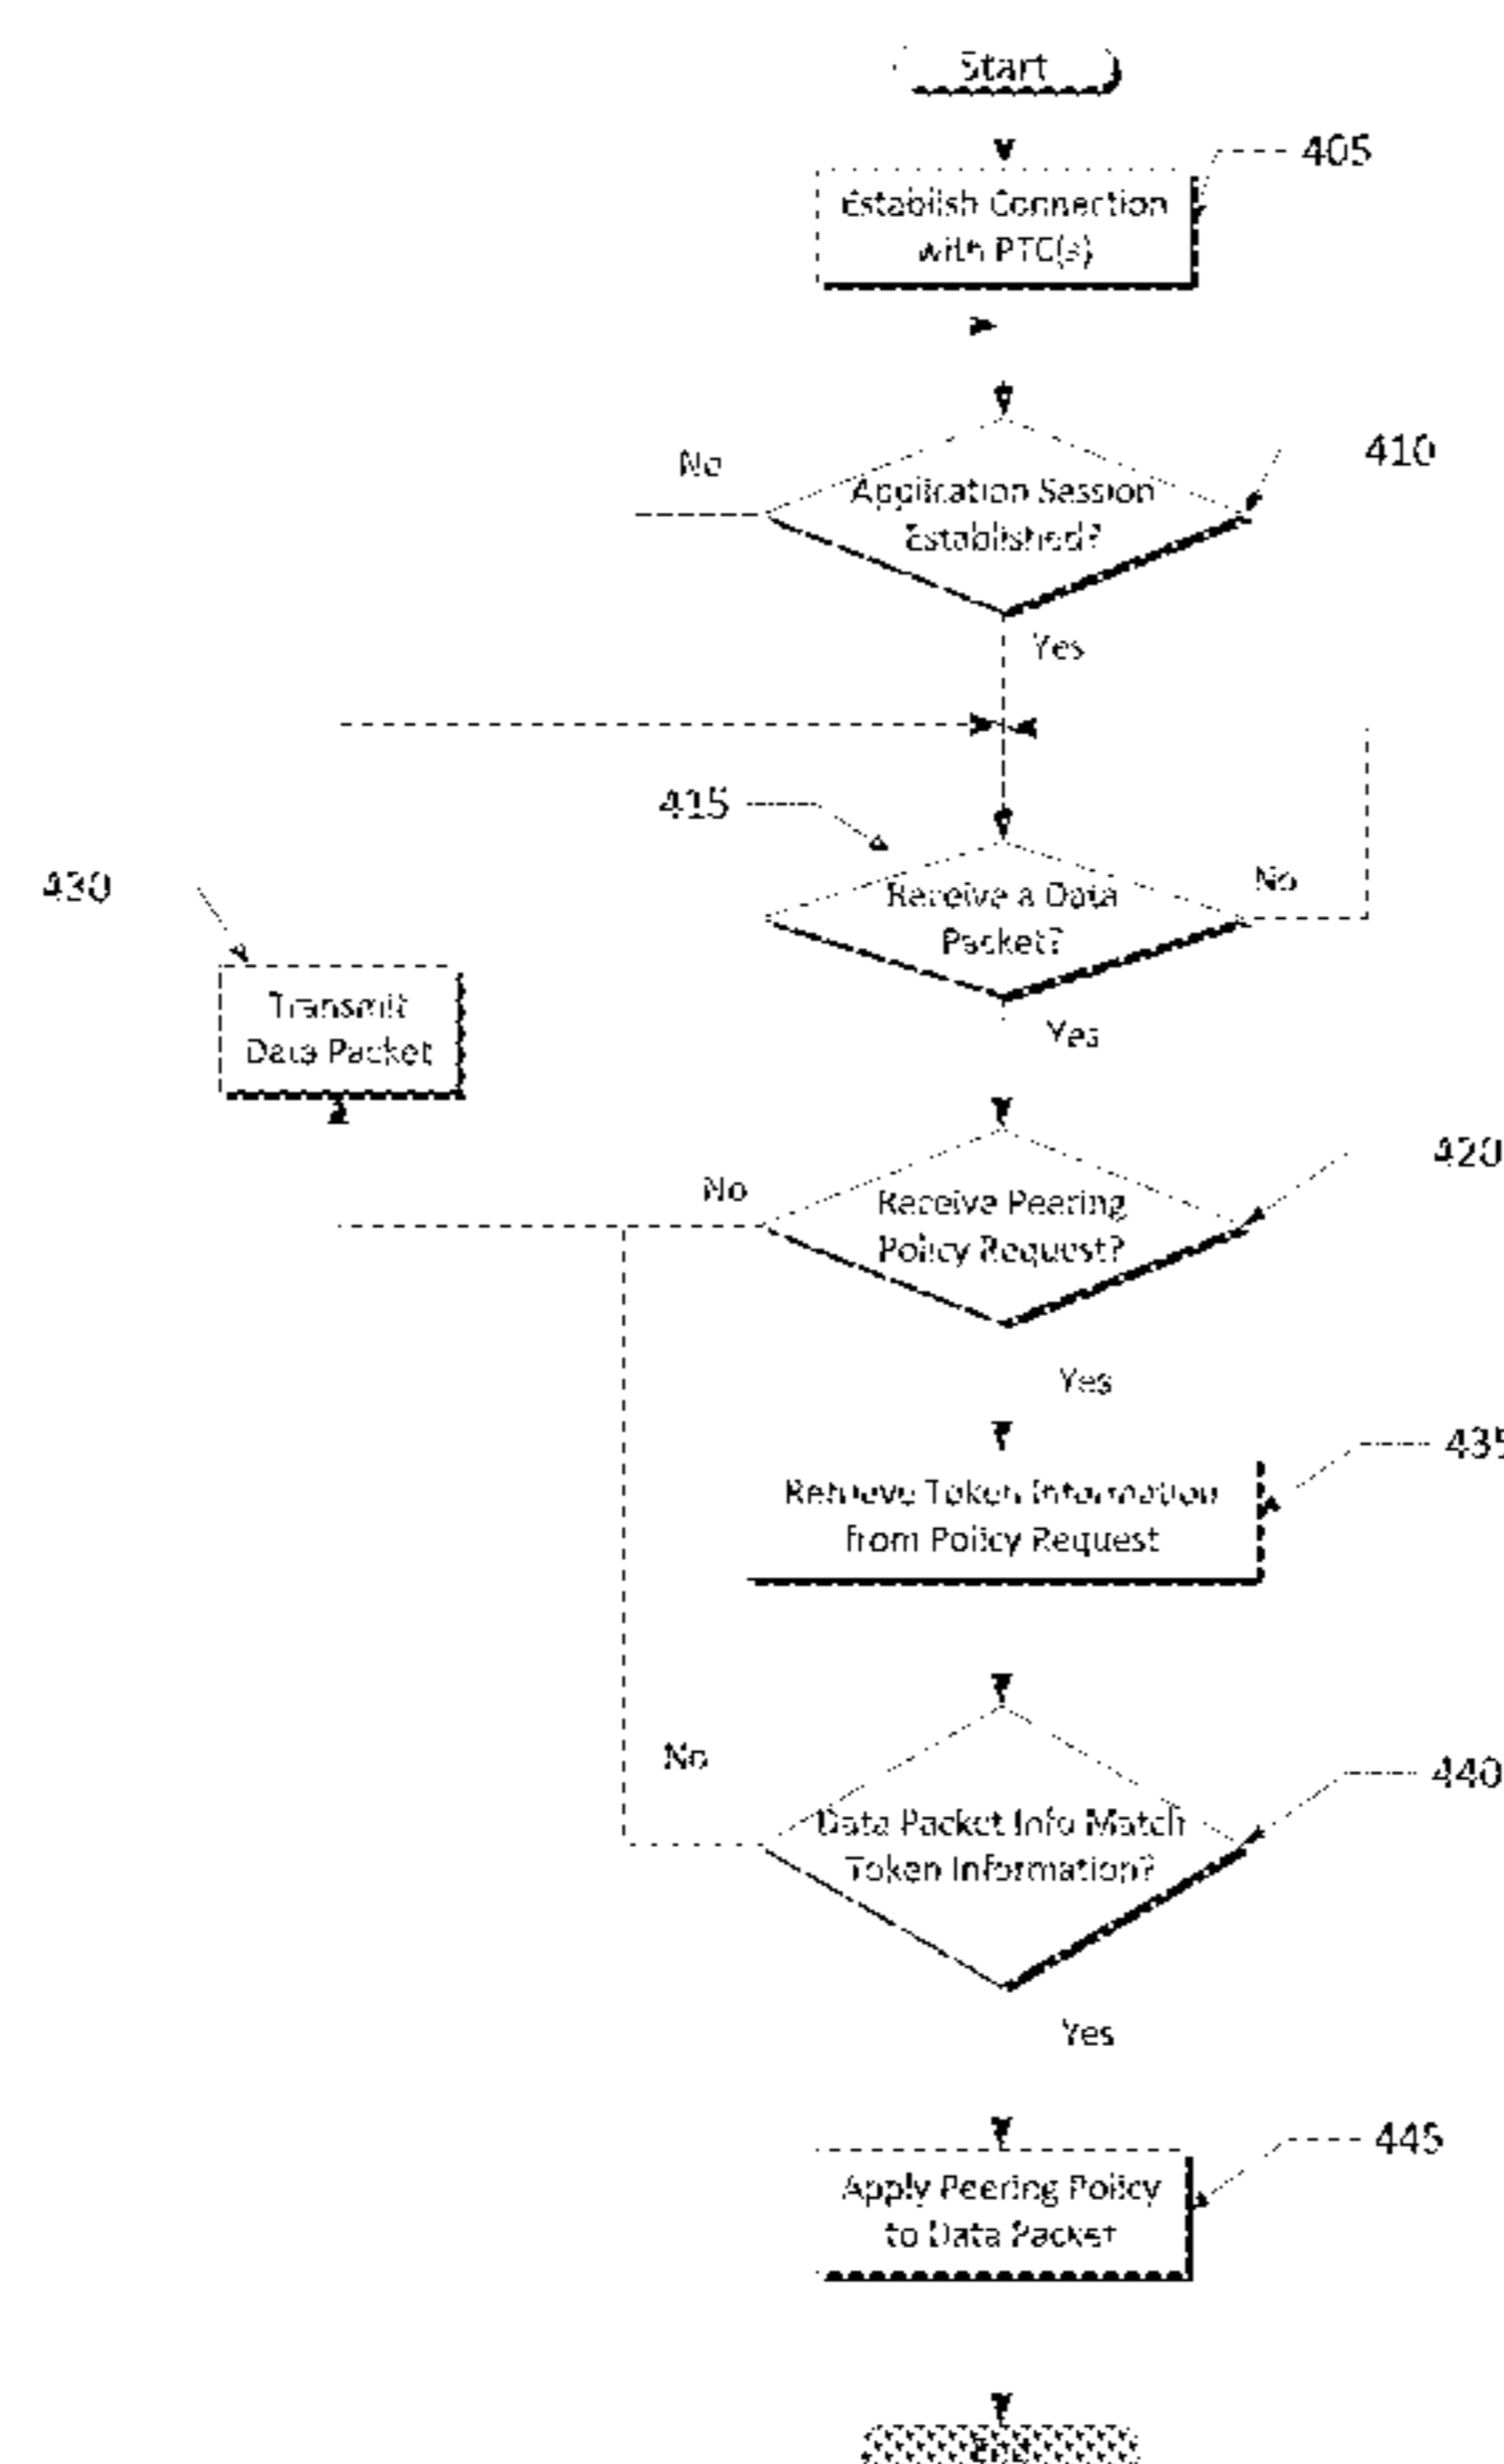 Start
405
Establish Connection
with PTC(s)
No
410
Application Session
Established?
Yes
415
430
Receive a Data
Packet?
No
Transmit
Data Packet
Yes
420
No
Receive Peering
Policy Request?
Yes
435
Retrieve Token Information
from Policy Request
No
440
Data Packet Info Match
Token Information?
Yes
445
Apply Peering Policy
to Data Packet
End